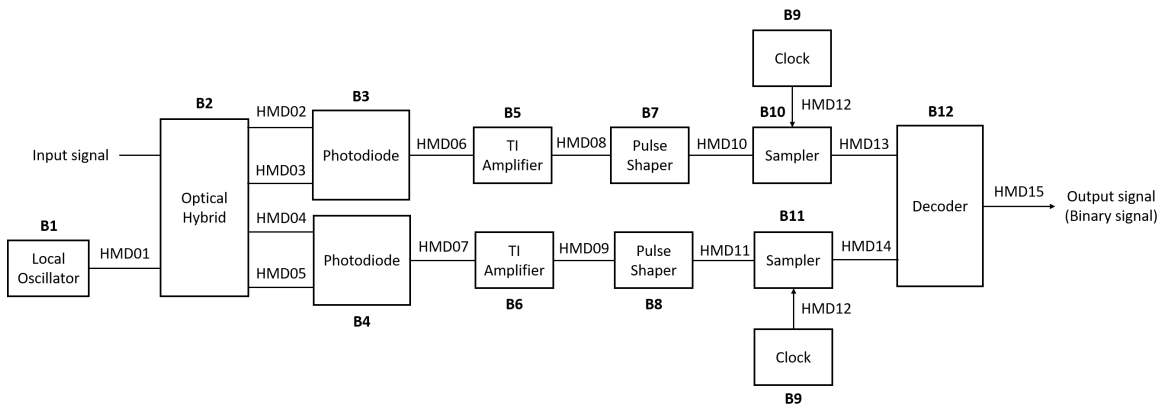 B9
Clock
HMD12
B2
HMD02
B3
B5
B7
B10
B12
Input signal
Photodiode
HMD06
TI
Amplifier
HMD08
Pulse
Shaper
HMD10
Sampler
HMD13
HMD03
Optical
Hybrid
Decoder
HMD15
Output signal
(Binary signal)
B1
Local
Oscillator
HMD01
HMD04
HMD05
Photodiode
B4
HMD07
TI
Amplifier
B6
HMD09
Pulse
Shaper
B8
HMD11
B11
Sampler
HMD14
HMD12
Clock
B9